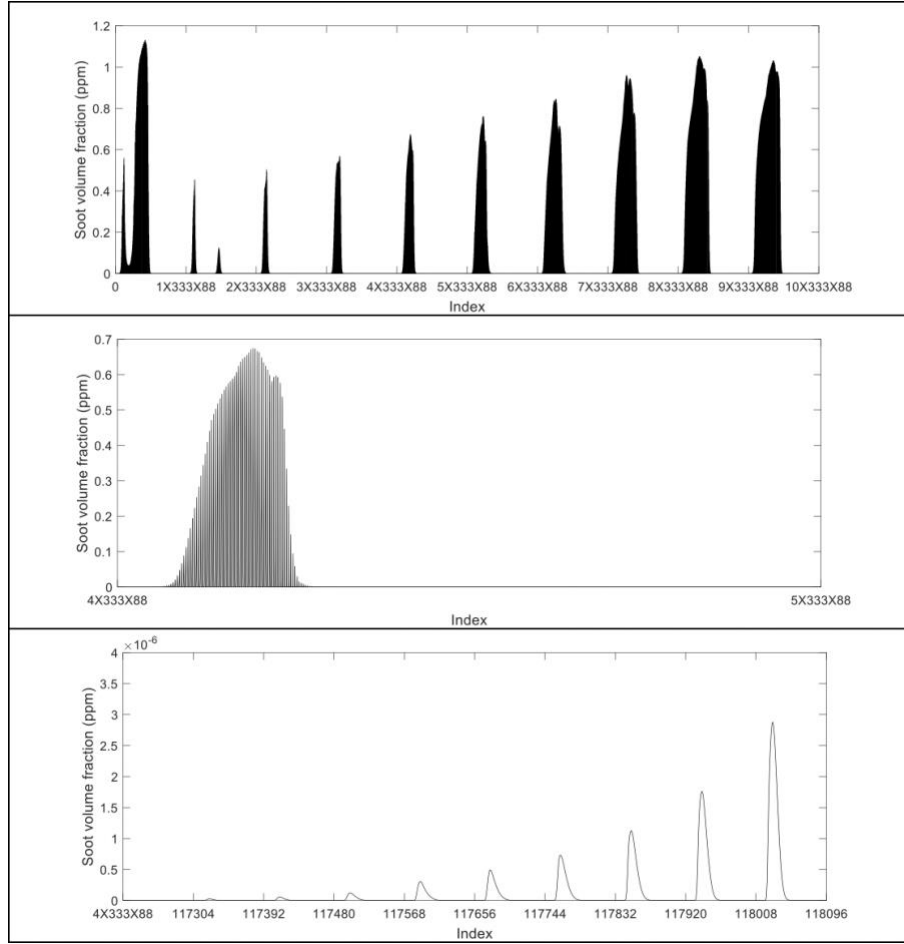 1.2
1
0.8
0.6
0.4
0.2
0
Soot volume fraction (ppm)
0 1X333X88 2X333X88 3X333X88 4X333X88 5X333X88 6X333X88 7X333X88 8X333X88 9X333X88 10X333X88
Index
0.7
0.6
0.5
0.4
0.3
0.2
0.1
0
Soot volume fraction (ppm)
4X333X88 5X333X88
Index
×10⁻⁶
4
3.5
3
2.5
2
1.5
1
0.5
0
Soot volume fraction (ppm)
4X333X88 117304 117392 117480 117568 117656 117744 117832 117920 118008 118096
Index